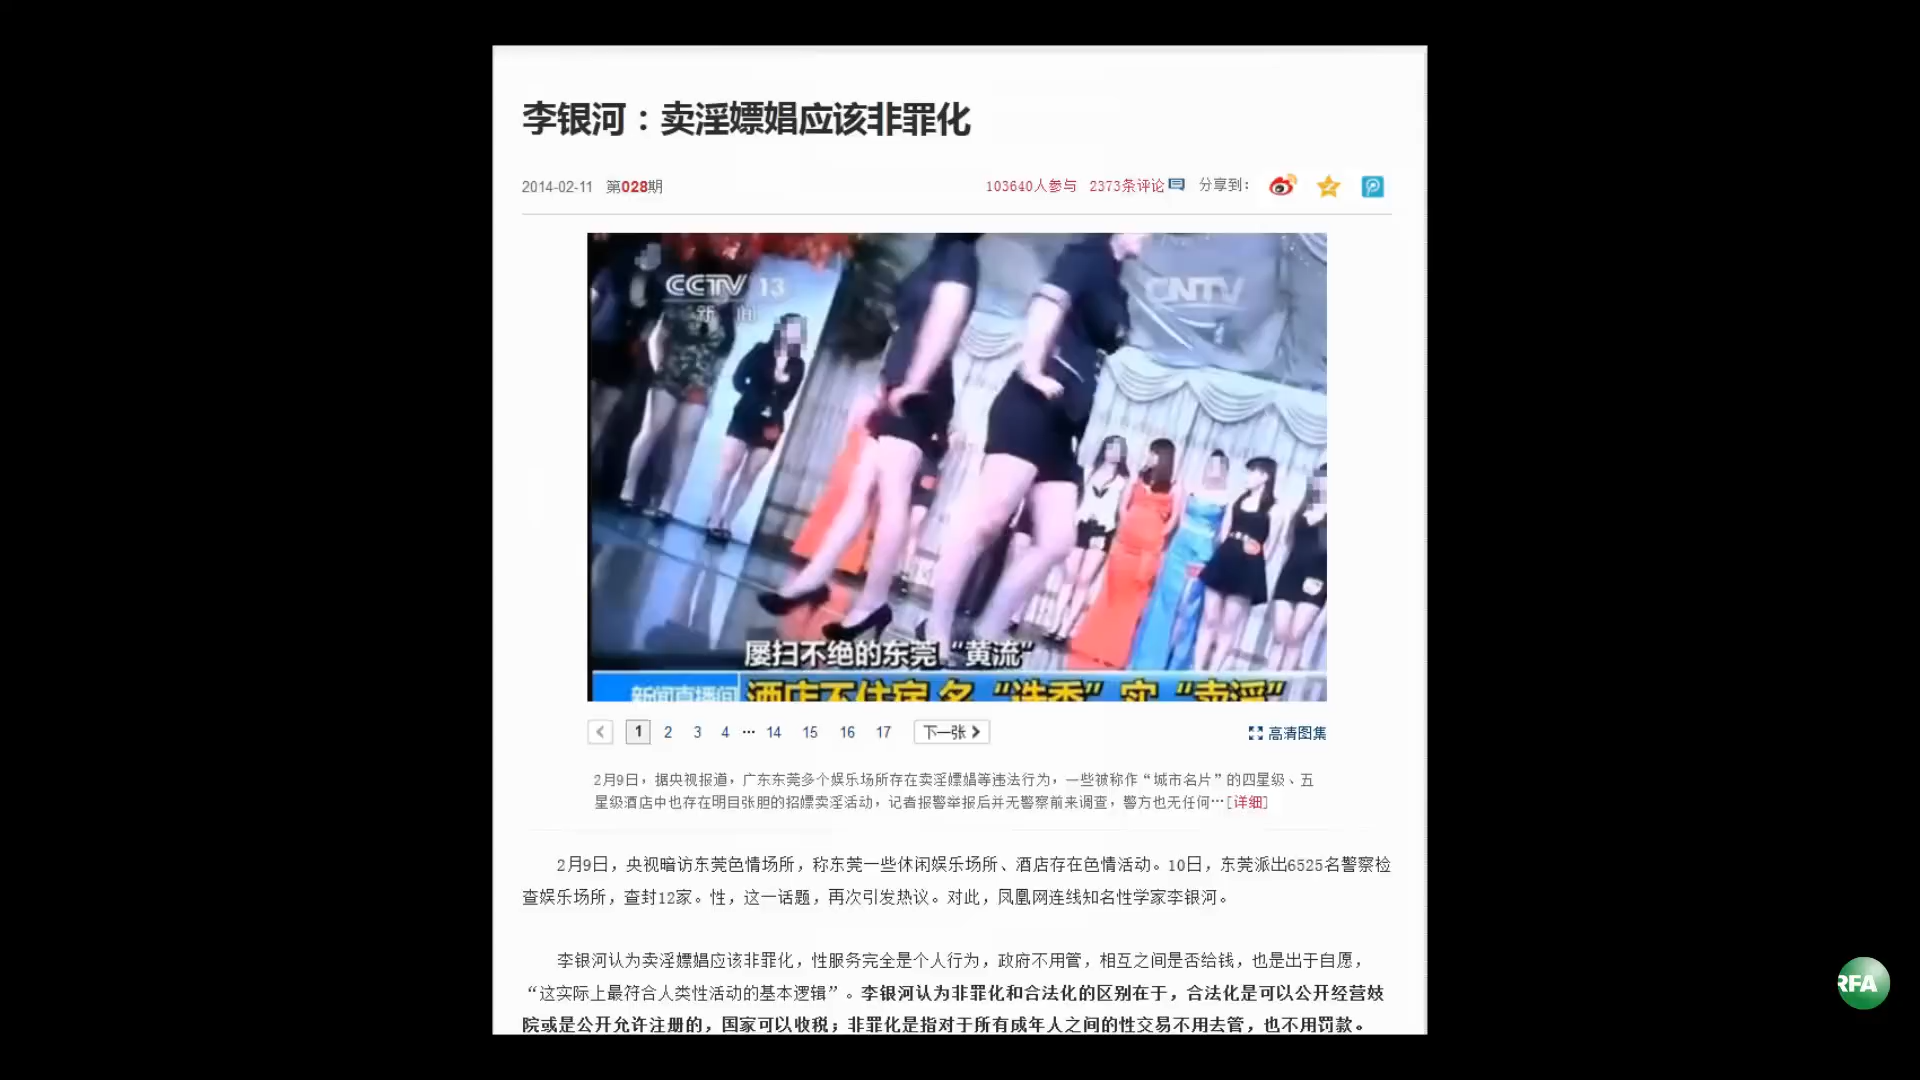 李银河：卖淫嫖娼应该非罪化
2014-02-11 第028期
103640人参与 2373条评论 分享到：
CCTV 13
新闻
CNTV
屡扫不绝的东莞“黄流”
新闻直播间
酒店不住宿 名“选秀”实“卖淫”
1 2 3 4 ··· 14 15 16 17 下一张
高清图集
2月9日，据央视报道，广东东莞多个娱乐场所存在卖淫嫖娼等违法行为，一些被称作“城市名片”的四星级、五
星级酒店中也存在明目张胆的招嫖卖淫活动，记者报警举报后并无警察前来调查，警方也无任何···[详细]
2月9日，央视暗访东莞色情场所，称东莞一些休闲娱乐场所、酒店存在色情活动。10日，东莞派出6525名警察检
查娱乐场所，查封12家。性，这一话题，再次引发热议。对此，凤凰网连线知名性学家李银河。
李银河认为卖淫嫖娼应该非罪化，性服务完全是个人行为，政府不用管，相互之间是否给钱，也是出于自愿，
“这实际上最符合人类性活动的基本逻辑”。李银河认为非罪化和合法化的区别在于，合法化是可以公开经营妓
院或是公开允许注册的，国家可以收税；非罪化是指对于所有成年人之间的性交易不用去管，也不用罚款。
RFA